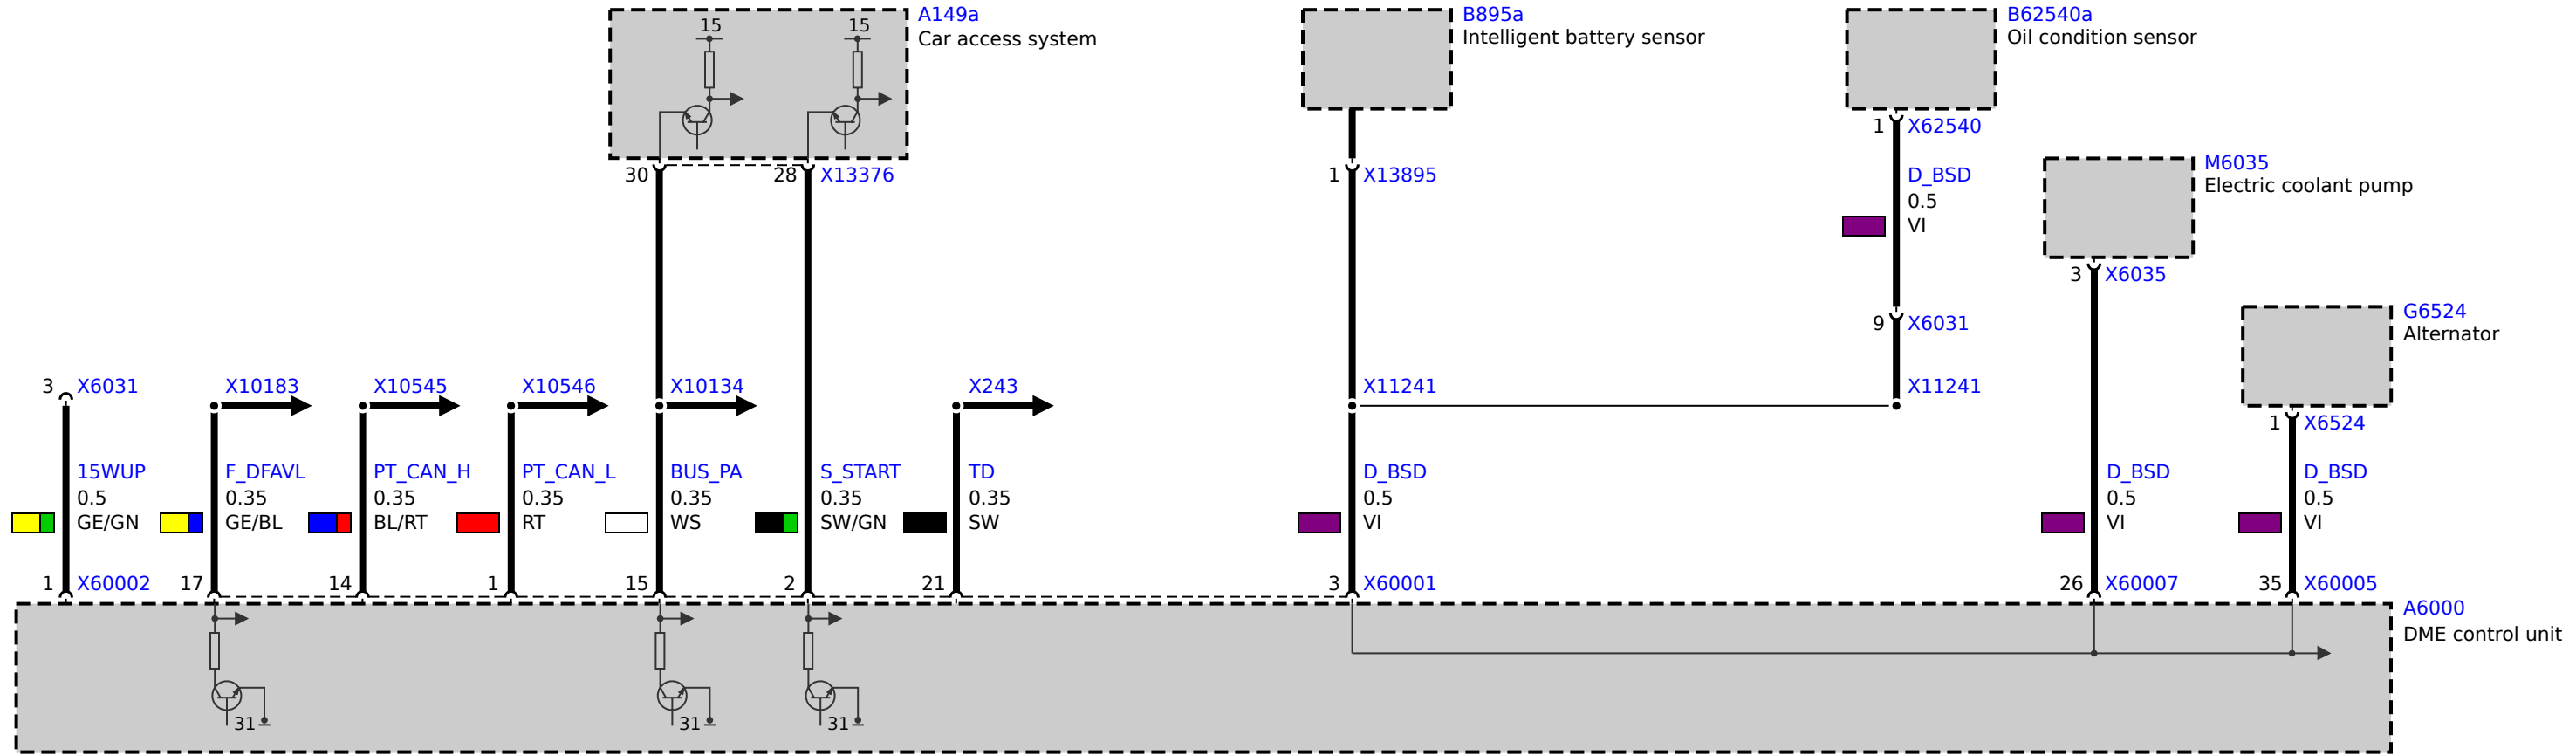 A149a
Car access system
15
15
30
28
X13376
B895a
Intelligent battery sensor
1
X13895
B62540a
Oil condition sensor
1
X62540
D_BSD
0.5
VI
9
X6031
M6035
Electric coolant pump
3
X6035
G6524
Alternator
1
X6524
3
X6031
X10183
X10545
X10546
X10134
X243
X11241
X11241
15WUP
0.5
GE/GN
F_DFAVL
0.35
GE/BL
PT_CAN_H
0.35
BL/RT
PT_CAN_L
0.35
RT
BUS_PA
0.35
WS
S_START
0.35
SW/GN
TD
0.35
SW
D_BSD
0.5
VI
D_BSD
0.5
VI
D_BSD
0.5
VI
1
X60002
17
14
1
15
2
21
3
X60001
26
X60007
35
X60005
A6000
DME control unit
31
31
31